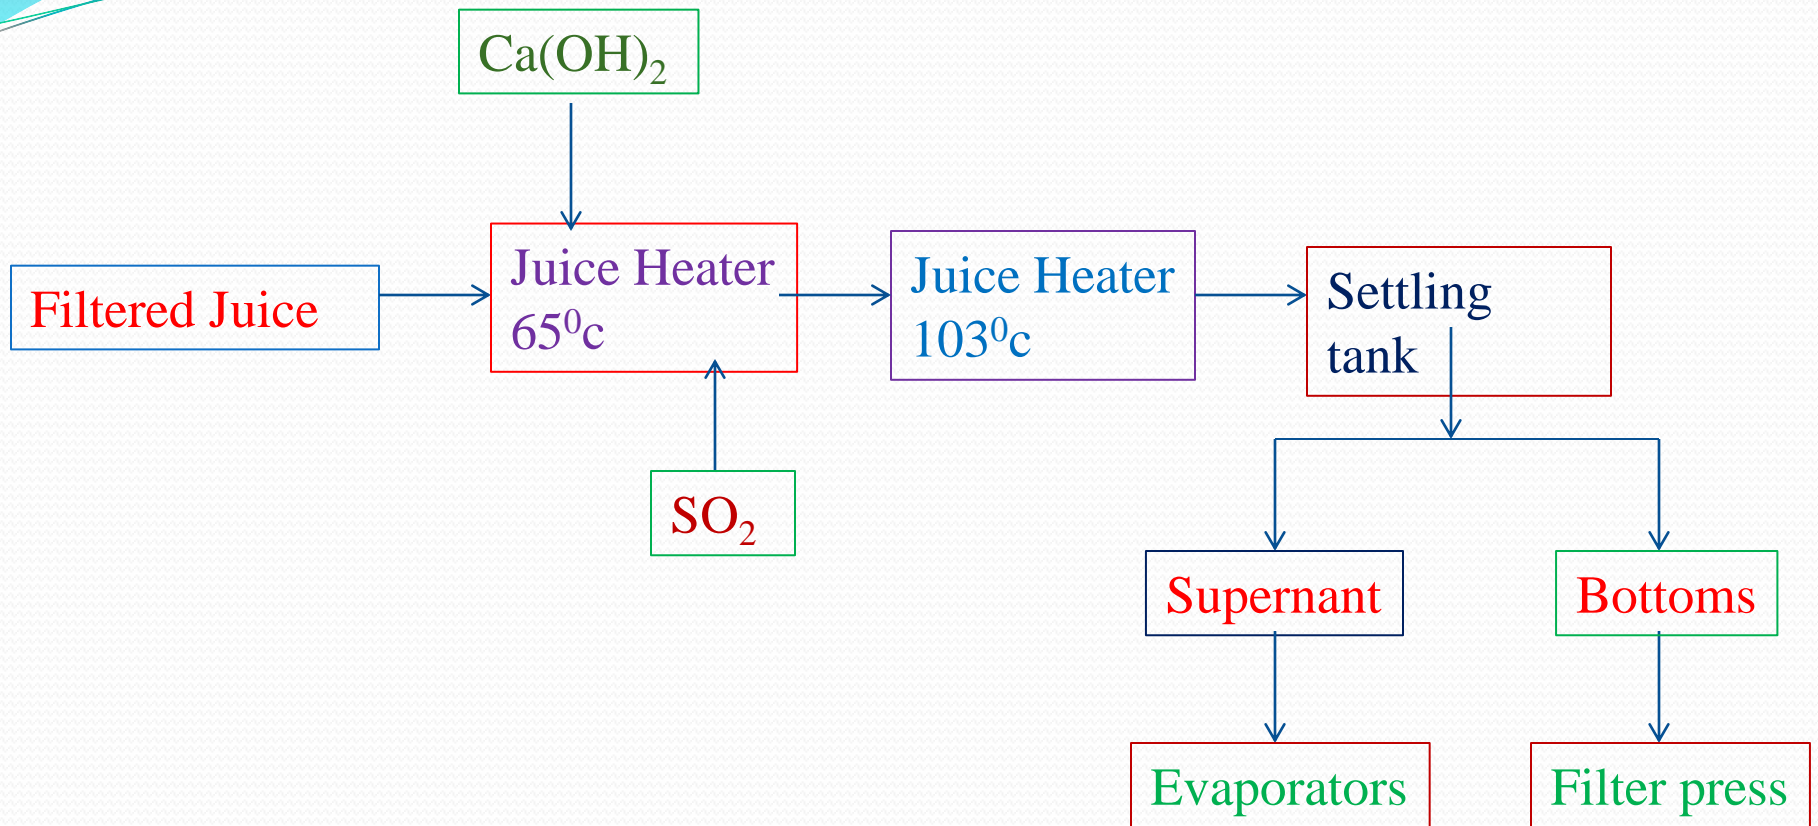 Ca(OH)₂
Filtered Juice
Juice Heater
65⁰c
Juice Heater
103⁰c
Settling
tank
SO₂
Supernant
Bottoms
Evaporators
Filter press